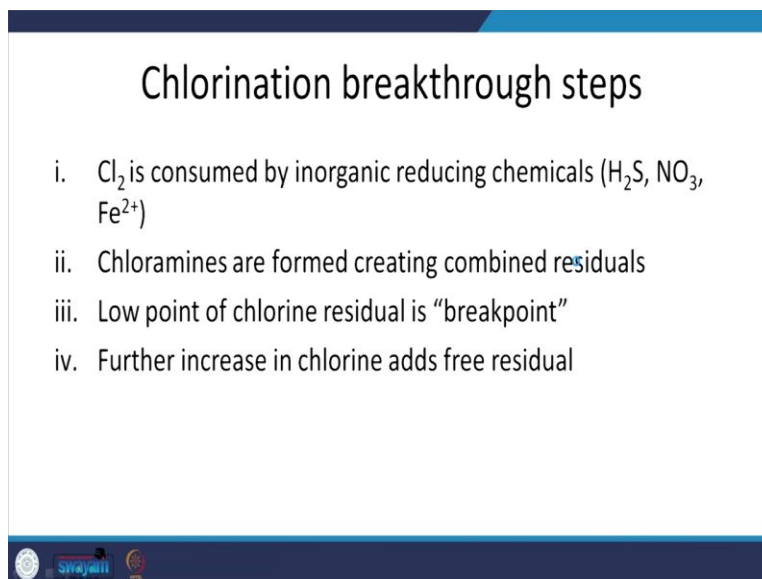 Chlorination breakthrough steps
i. Cl₂ is consumed by inorganic reducing chemicals (H₂S, NO₃,
Fe²⁺)
ii. Chloramines are formed creating combined residuals
iii. Low point of chlorine residual is “breakpoint”
iv. Further increase in chlorine adds free residual
swayam